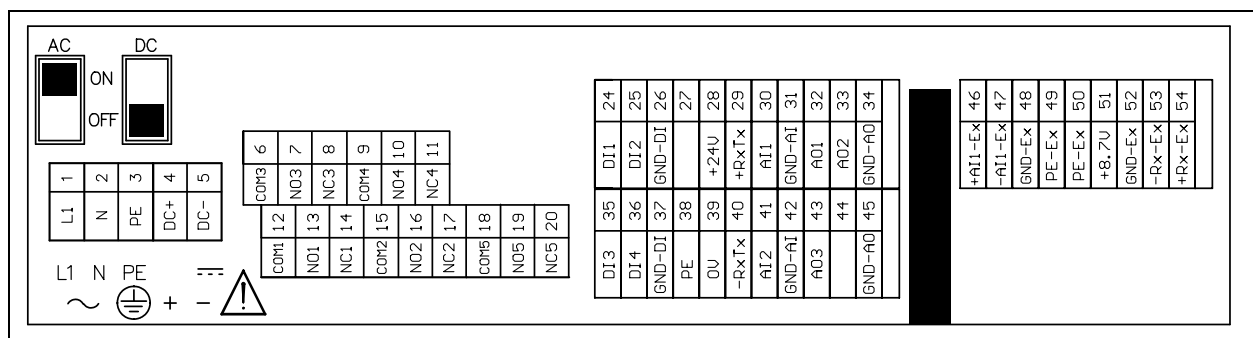 AC DC
ON
OFF
1 2 3 4 5
L1 N PE DC+ DC-
L1 N PE
+ -
6 7 8 9 10 11
COM3 NO3 NC3 COM4 NO4 NC4
12 13 14 15 16 17 18 19 20
COM1 NO1 NC1 COM2 NO2 NC2 COM5 NO5 NC5
24 25 26 27 28 29 30 31 32 33 34
DI1 DI2 GND-DI +24V +RxTx AI1 GND-AI AO1 AO2 GND-AO
35 36 37 38 39 40 41 42 43 44 45
DI3 DI4 GND-DI PE 0V -RxTx AI2 GND-AI AO3 GND-AO
46 47 48 49 50 51 52 53 54
+AI1-Ex -AI1-Ex GND-Ex PE-Ex PE-Ex +8.7V GND-Ex -Rx-Ex +Rx-Ex